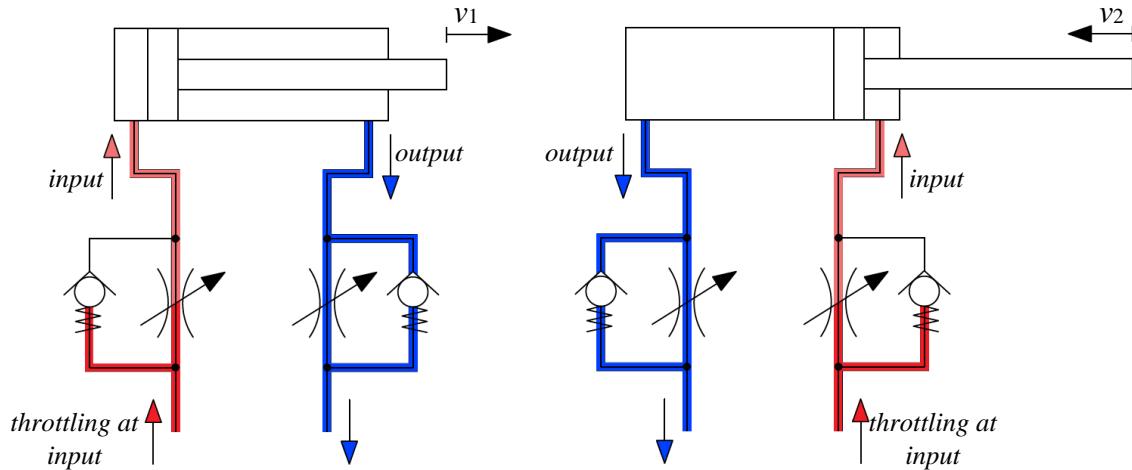 v1
v2
output
input
output
input
throttling at
input
throttling at
input